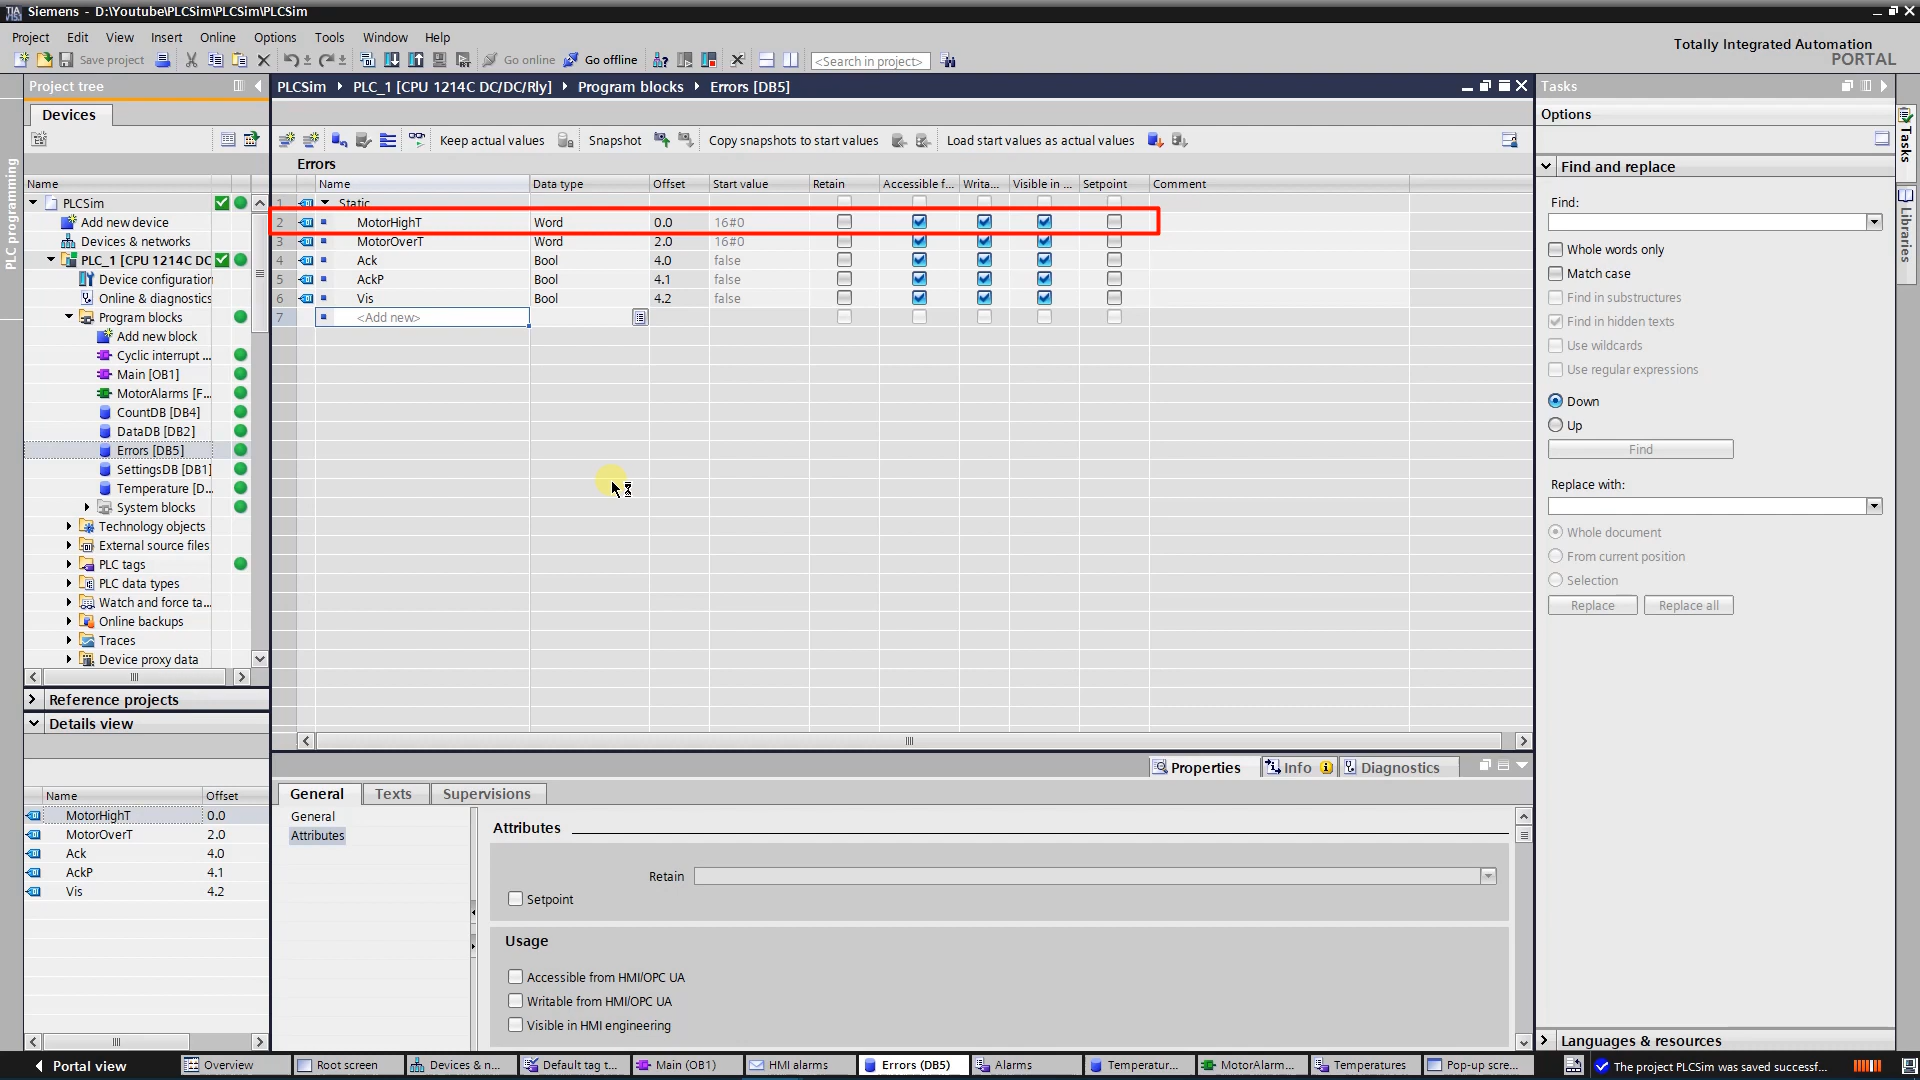 Siemens - D:\Youtube\PLCSim\PLCSim\PLCSim
Project Edit View Insert Online Options Tools Window Help
Totally Integrated Automation
PORTAL
Save project Go online Go offline <Search in project>
Project tree
PLCSim PLC_1 [CPU 1214C DC/DC/Rly] Program blocks Errors [DB5]
Tasks
Devices
Options
Keep actual values Snapshot Copy snapshots to start values Load start values as actual values
Errors
Name
Name Data type Offset Start value Retain Accessible f... Writa... Visible in ... Setpoint Comment
1 Static
2 MotorHighT Word 0.0 16#0
3 MotorOverT Word 2.0 16#0
4 Ack Bool 4.0 false
5 AckP Bool 4.1 false
6 Vis Bool 4.2 false
7 <Add new>
PLC programming
PLCSim
Add new device
Devices & networks
PLC_1 [CPU 1214C DC
Device configuration
Online & diagnostics
Program blocks
Add new block
Cyclic interrupt ...
Main [OB1]
MotorAlarms [F...
CountDB [DB4]
DataDB [DB2]
Errors [DB5]
SettingsDB [DB1]
Temperature [D...
System blocks
Technology objects
External source files
PLC tags
PLC data types
Watch and force ta...
Online backups
Traces
Device proxy data
Reference projects
Details view
Name Offset
MotorHighT 0.0
MotorOverT 2.0
Ack 4.0
AckP 4.1
Vis 4.2
Properties Info Diagnostics
General Texts Supervisions
General
Attributes
Attributes
Retain
Setpoint
Usage
Accessible from HMI/OPC UA
Writable from HMI/OPC UA
Visible in HMI engineering
Find and replace
Find:
Whole words only
Match case
Find in substructures
Find in hidden texts
Use wildcards
Use regular expressions
Down
Up
Find
Replace with:
Whole document
From current position
Selection
Replace Replace all
Languages & resources
Tasks
Libraries
Portal view Overview Root screen Devices & n... Default tag t... Main (OB1) HMI alarms Errors (DB5) Alarms Temperatur... MotorAlarm... Temperatures Pop-up scre... The project PLCSim was saved successf...